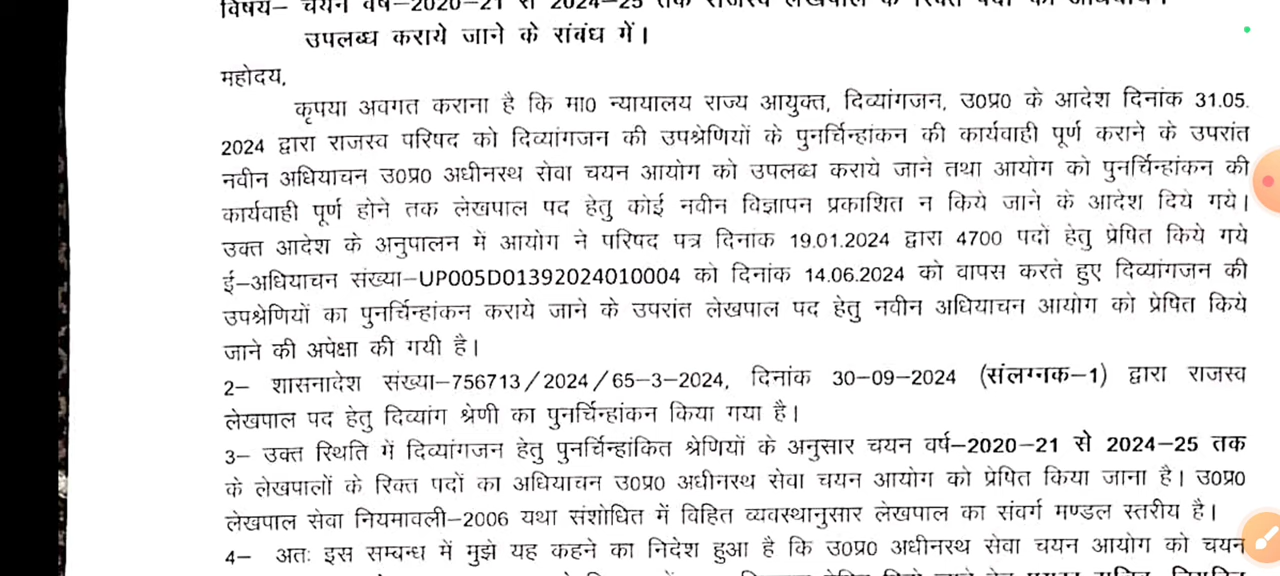 विषय– चयन वर्ष–2020–21 से 2024–25 तक राजस्व लेखपाल के रिक्त पदों का अधियाचन
उपलब्ध कराये जाने के संबंध में।
महोदय,
कृपया अवगत कराना है कि मा0 न्यायालय राज्य आयुक्त, दिव्यांगजन, उ0प्र0 के आदेश दिनांक 31.05.
2024 द्वारा राजस्व परिषद को दिव्यांगजन की उपश्रेणियों के पुनर्चिन्हांकन की कार्यवाही पूर्ण कराने के उपरांत
नवीन अधियाचन उ0प्र0 अधीनस्थ सेवा चयन आयोग को उपलब्ध कराये जाने तथा आयोग को पुनर्चिन्हांकन की
कार्यवाही पूर्ण होने तक लेखपाल पद हेतु कोई नवीन विज्ञापन प्रकाशित न किये जाने के आदेश दिये गये।
उक्त आदेश के अनुपालन में आयोग ने परिषद पत्र दिनांक 19.01.2024 द्वारा 4700 पदों हेतु प्रेषित किये गये
ई–अधियाचन संख्या–UP005D01392024010004 को दिनांक 14.06.2024 को वापस करते हुए दिव्यांगजन की
उपश्रेणियों का पुनर्चिन्हांकन कराये जाने के उपरांत लेखपाल पद हेतु नवीन अधियाचन आयोग को प्रेषित किये
जाने की अपेक्षा की गयी है।
2– शासनादेश संख्या–756713/2024/65–3–2024, दिनांक 30–09–2024 (संलग्नक–1) द्वारा राजस्व
लेखपाल पद हेतु दिव्यांग श्रेणी का पुनर्चिन्हांकन किया गया है।
3– उक्त स्थिति में दिव्यांगजन हेतु पुनर्चिन्हांकित श्रेणियों के अनुसार चयन वर्ष–2020–21 से 2024–25 तक
के लेखपालों के रिक्त पदों का अधियाचन उ0प्र0 अधीनस्थ सेवा चयन आयोग को प्रेषित किया जाना है। उ0प्र0
लेखपाल सेवा नियमावली–2006 यथा संशोधित में विहित व्यवस्थानुसार लेखपाल का संवर्ग मण्डल स्तरीय है।
4– अतः इस सम्बन्ध में मुझे यह कहने का निदेश हुआ है कि उ0प्र0 अधीनस्थ सेवा चयन आयोग को चयन